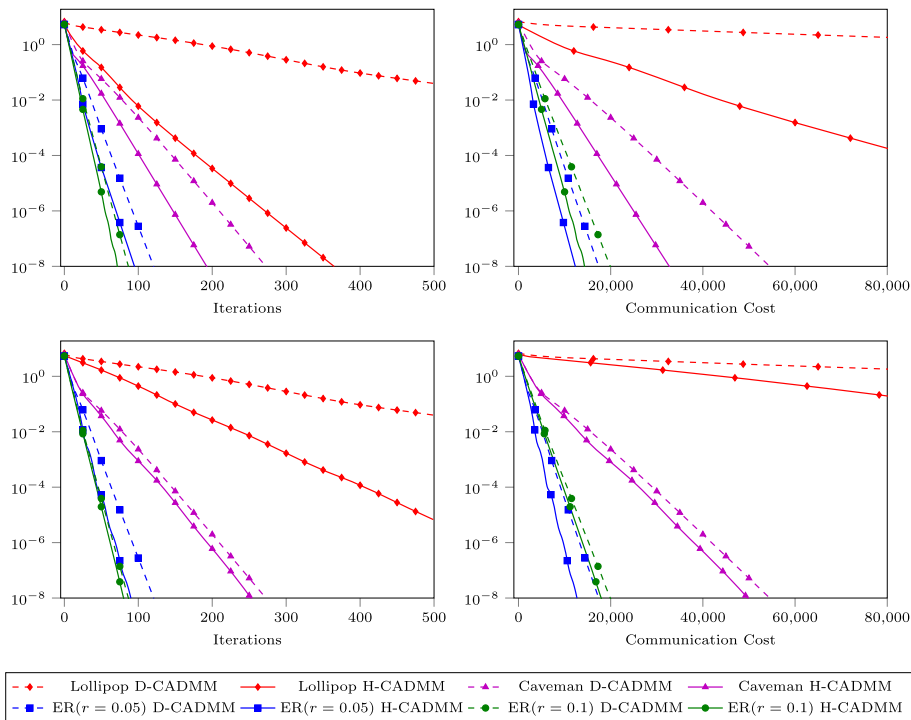 10^0
10^−2
10^−4
10^−6
10^−8
0 100 200 300 400 500
Iterations
10^0
10^−2
10^−4
10^−6
10^−8
0 20,000 40,000 60,000 80,000
Communication Cost
10^0
10^−2
10^−4
10^−6
10^−8
0 100 200 300 400 500
Iterations
10^0
10^−2
10^−4
10^−6
10^−8
0 20,000 40,000 60,000 80,000
Communication Cost
Lollipop D-CADMM Lollipop H-CADMM Caveman D-CADMM Caveman H-CADMM
ER(r = 0.05) D-CADMM ER(r = 0.05) H-CADMM ER(r = 0.1) D-CADMM ER(r = 0.1) H-CADMM